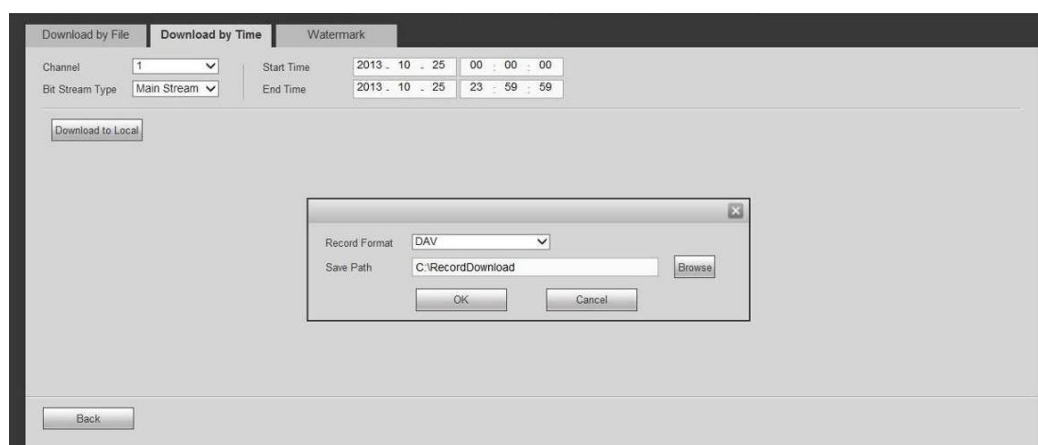 Download by File Download by Time Watermark
Channel 1 Start Time 2013 . 10 . 25 00 : 00 : 00
Bit Stream Type Main Stream End Time 2013 . 10 . 25 23 : 59 : 59
Download to Local
Record Format DAV
Save Path C:\RecordDownload Browse
OK Cancel
Back